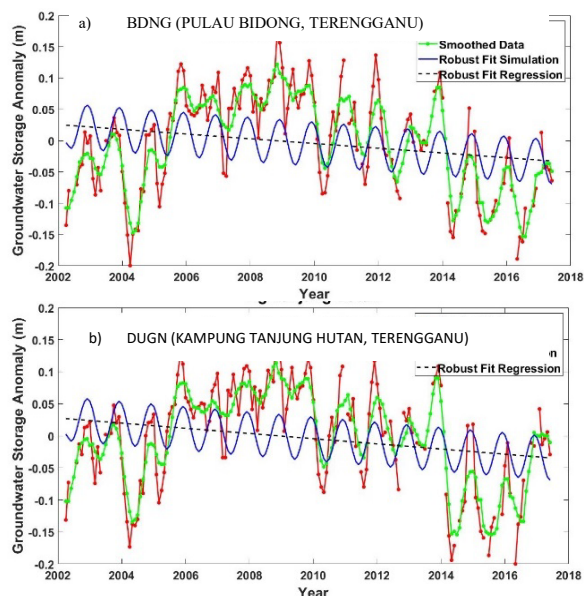 a) BDNG (PULAU BIDONG, TERENGGANU)
Groundwater Storage Anomaly (m)
0.2
0.15
0.1
0.05
0
-0.05
-0.1
-0.15
-0.2
Smoothed Data
Robust Fit Simulation
Robust Fit Regression
2002 2004 2006 2008 2010 2012 2014 2016 2018
Year
b) DUGN (KAMPUNG TANJUNG HUTAN, TERENGGANU)
Groundwater Storage Anomaly (m)
0.2
0.15
0.1
0.05
0
-0.05
-0.1
-0.15
-0.2
Robust Fit Regression
2002 2004 2006 2008 2010 2012 2014 2016 2018
Year